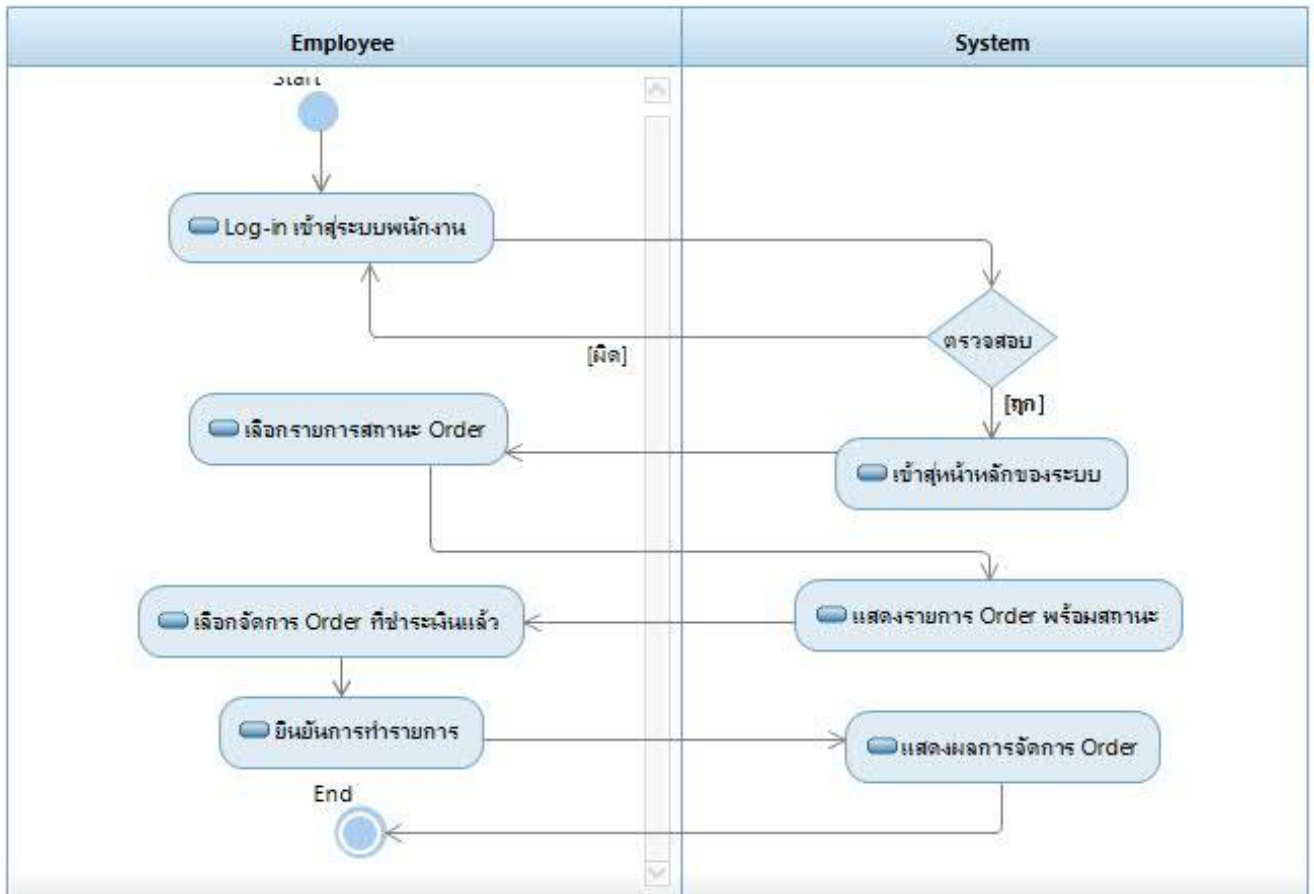 Employee
System
Start
Log-in เข้าสู่ระบบพนักงาน
ตรวจสอบ
[ผิด]
[ถูก]
เลือกรายการสถานะ Order
เข้าสู่หน้าหลักของระบบ
เลือกจัดการ Order ที่ชำระเงินแล้ว
แสดงรายการ Order พร้อมสถานะ
ยืนยันการทำรายการ
แสดงผลการจัดการ Order
End